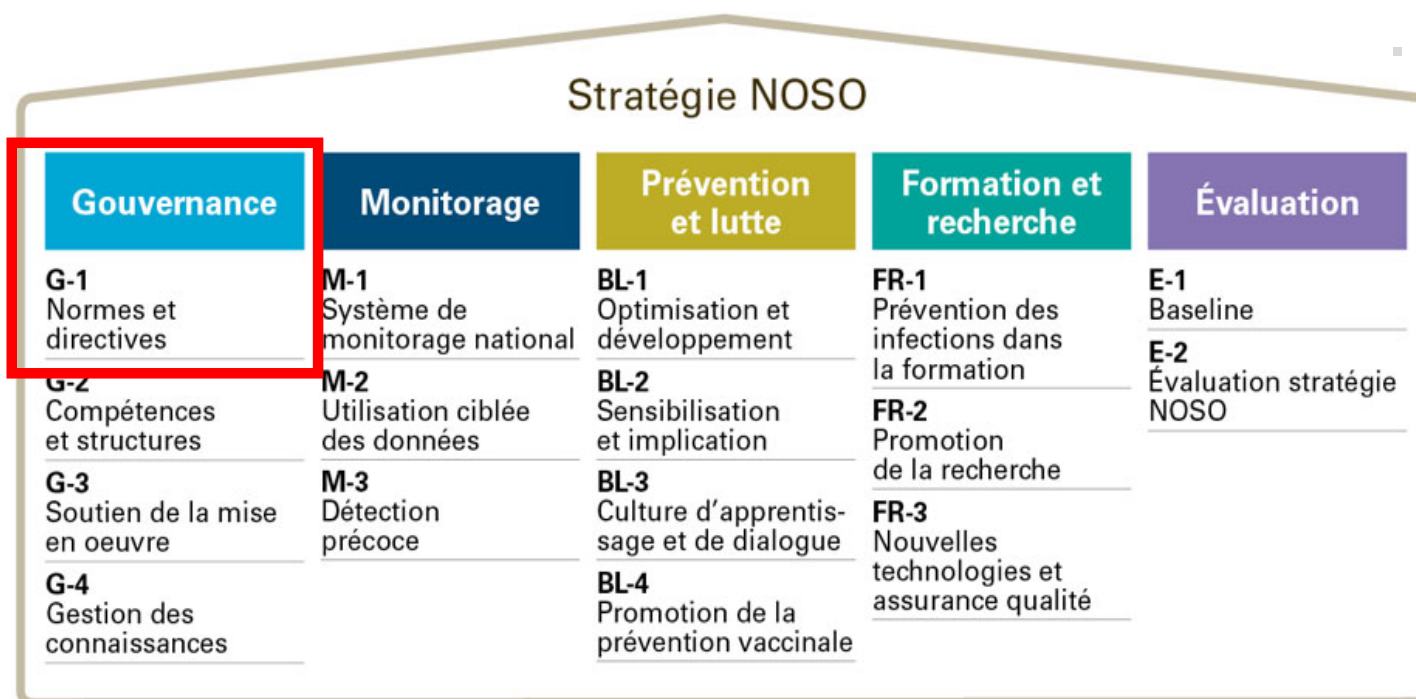 Stratégie NOSO
Gouvernance
G-1
Normes et
directives
G-2
Compétences
et structures
G-3
Soutien de la mise
en oeuvre
G-4
Gestion des
connaissances
Monitorage
M-1
Système de
monitorage national
M-2
Utilisation ciblée
des données
M-3
Détection
précoce
Prévention
et lutte
BL-1
Optimisation et
développement
BL-2
Sensibilisation
et implication
BL-3
Culture d'apprentis-
sage et de dialogue
BL-4
Promotion de la
prévention vaccinale
Formation et
recherche
FR-1
Prévention des
infections dans
la formation
FR-2
Promotion
de la recherche
FR-3
Nouvelles
technologies et
assurance qualité
Évaluation
E-1
Baseline
E-2
Évaluation stratégie
NOSO